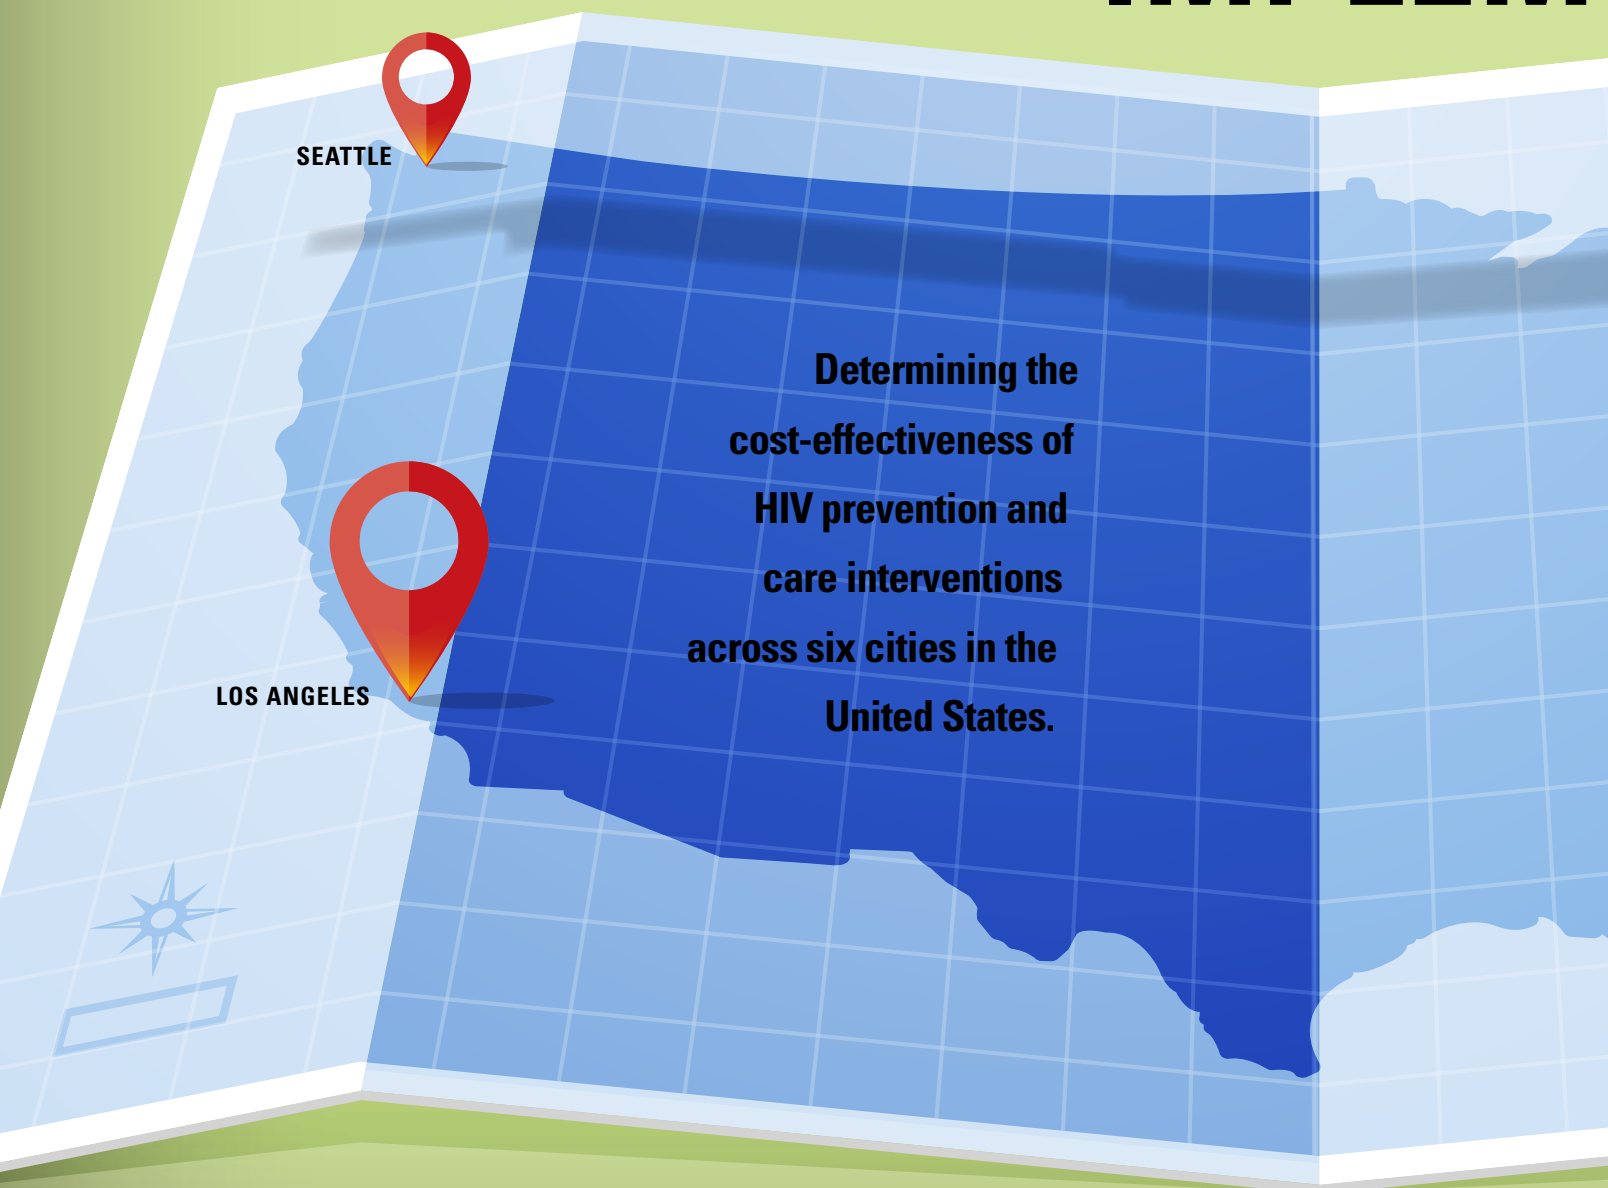 SEATTLE
Determining the
cost-effectiveness of
HIV prevention and
care interventions
across six cities in the
United States.
LOS ANGELES